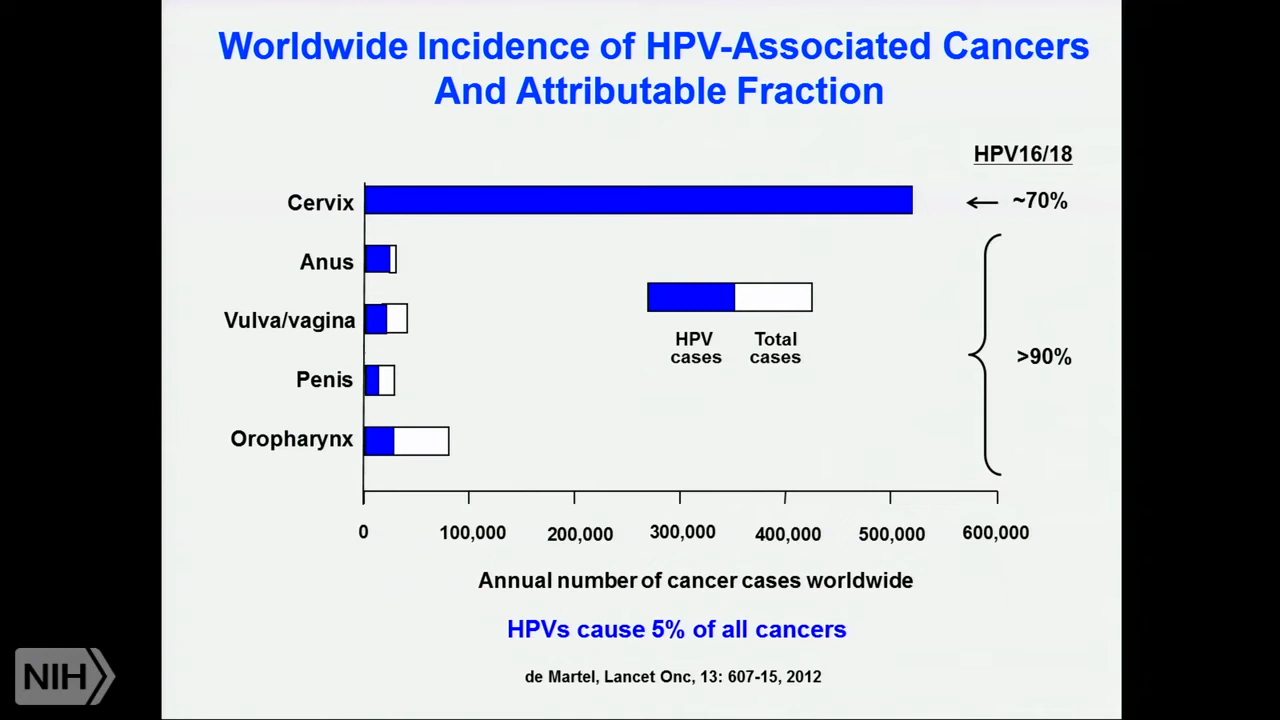 Worldwide Incidence of HPV-Associated Cancers
And Attributable Fraction
HPV16/18
Cervix
~70%
Anus
Vulva/vagina
HPV
cases
Total
cases
>90%
Penis
Oropharynx
0
100,000
200,000
300,000
400,000
500,000
600,000
Annual number of cancer cases worldwide
HPVs cause 5% of all cancers
de Martel, Lancet Onc, 13: 607-15, 2012
NIH